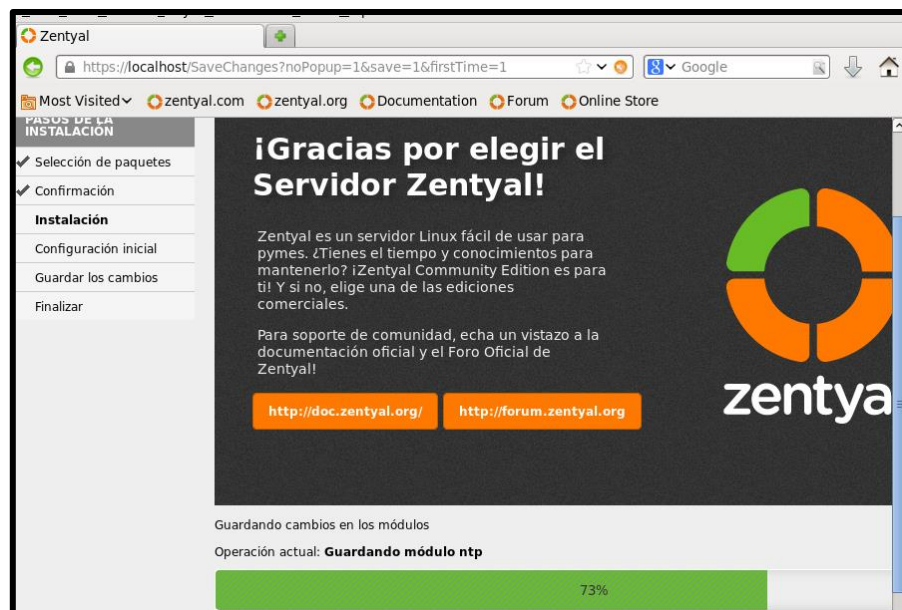 Zentyal
https://localhost/SaveChanges?noPopup=1&save=1&firstTime=1
Google
Most Visited
zentyal.com
zentyal.org
Documentation
Forum
Online Store
PASOS DE LA
INSTALACIÓN
Selección de paquetes
Confirmación
Instalación
Configuración inicial
Guardar los cambios
Finalizar
¡Gracias por elegir el
Servidor Zentyal!
Zentyal es un servidor Linux fácil de usar para
pymes. ¿Tienes el tiempo y conocimientos para
mantenerlo? ¡Zentyal Community Edition es para
ti! Y si no, elige una de las ediciones
comerciales.
Para soporte de comunidad, echa un vistazo a la
documentación oficial y el Foro Oficial de
Zentyal!
http://doc.zentyal.org/
http://forum.zentyal.org
zentya
Guardando cambios en los módulos
Operación actual: Guardando módulo ntp
73%